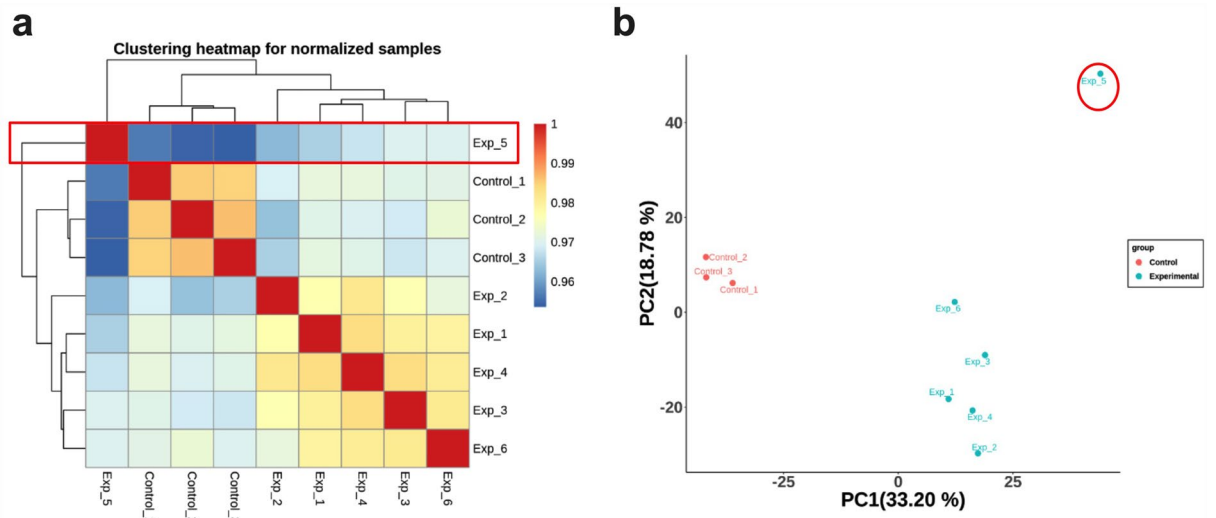 a
Clustering heatmap for normalized samples
1
0.99
0.98
0.97
0.96
Exp_5
Control_1
Control_2
Control_3
Exp_2
Exp_1
Exp_4
Exp_3
Exp_6
Exp_5
Control_
Control_
Control_
Exp_2
Exp_1
Exp_4
Exp_3
Exp_6
b
PC2(18.78 %)
40
20
0
-20
Exp_5
Control_2
Control_3
Control_1
Exp_6
Exp_3
Exp_1
Exp_4
Exp_2
-25
0
25
PC1(33.20 %)
group
Control
Experimental